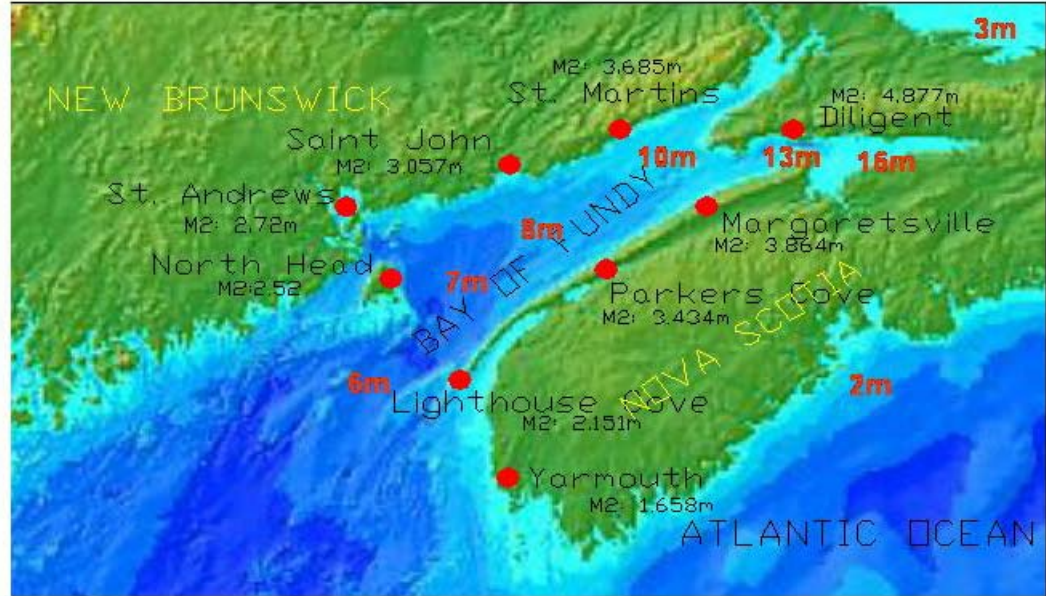 3m
M2: 3.685m
St. Martins
NEW BRUNSWICK
M2: 4.877m
Diligent
Saint John
M2: 3.057m
10m
13m
16m
St. Andrews
M2: 2.72m
8m
Margaretsville
M2: 3.864m
North Head
M2:2.52
7m
BAY OF FUNDY
Parkers Cove
M2: 3.434m
NOVA SCOTIA
6m
2m
Lighthouse Cove
M2: 2.151m
Yarmouth
M2: 1.658m
ATLANTIC OCEAN